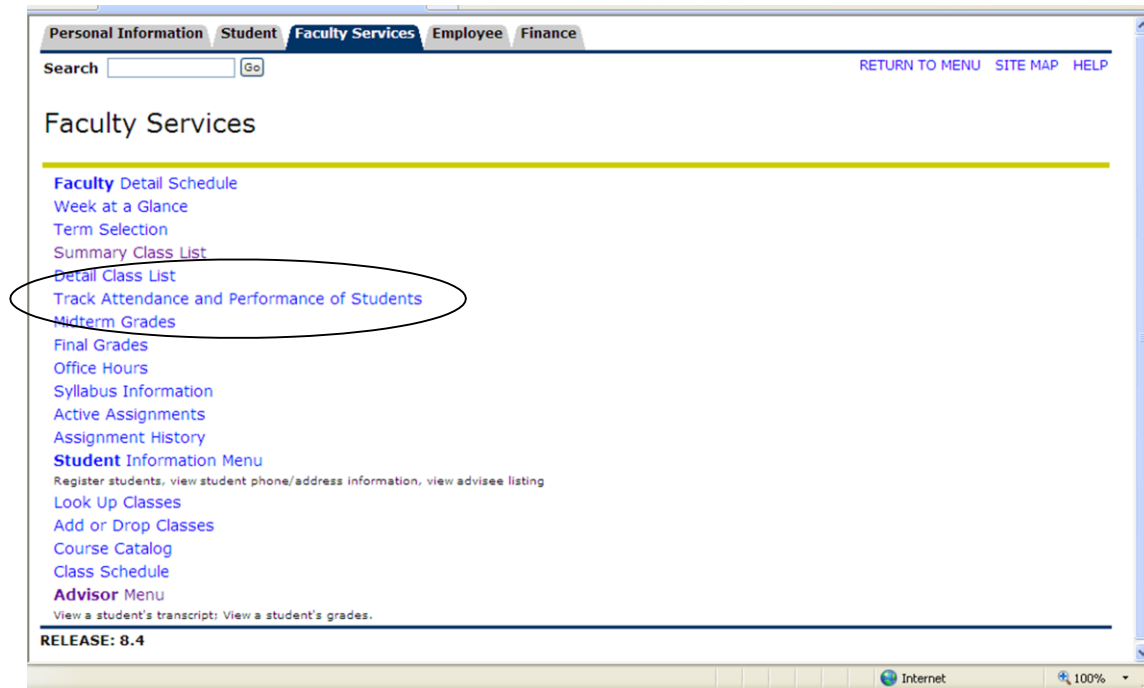 Personal Information Student Faculty Services Employee Finance
Search Go RETURN TO MENU SITE MAP HELP
Faculty Services
Faculty Detail Schedule
Week at a Glance
Term Selection
Summary Class List
Detail Class List
Track Attendance and Performance of Students
Midterm Grades
Final Grades
Office Hours
Syllabus Information
Active Assignments
Assignment History
Student Information Menu
Register students, view student phone/address information, view advisee listing
Look Up Classes
Add or Drop Classes
Course Catalog
Class Schedule
Advisor Menu
View a student's transcript; View a student's grades.
RELEASE: 8.4
Internet 100%